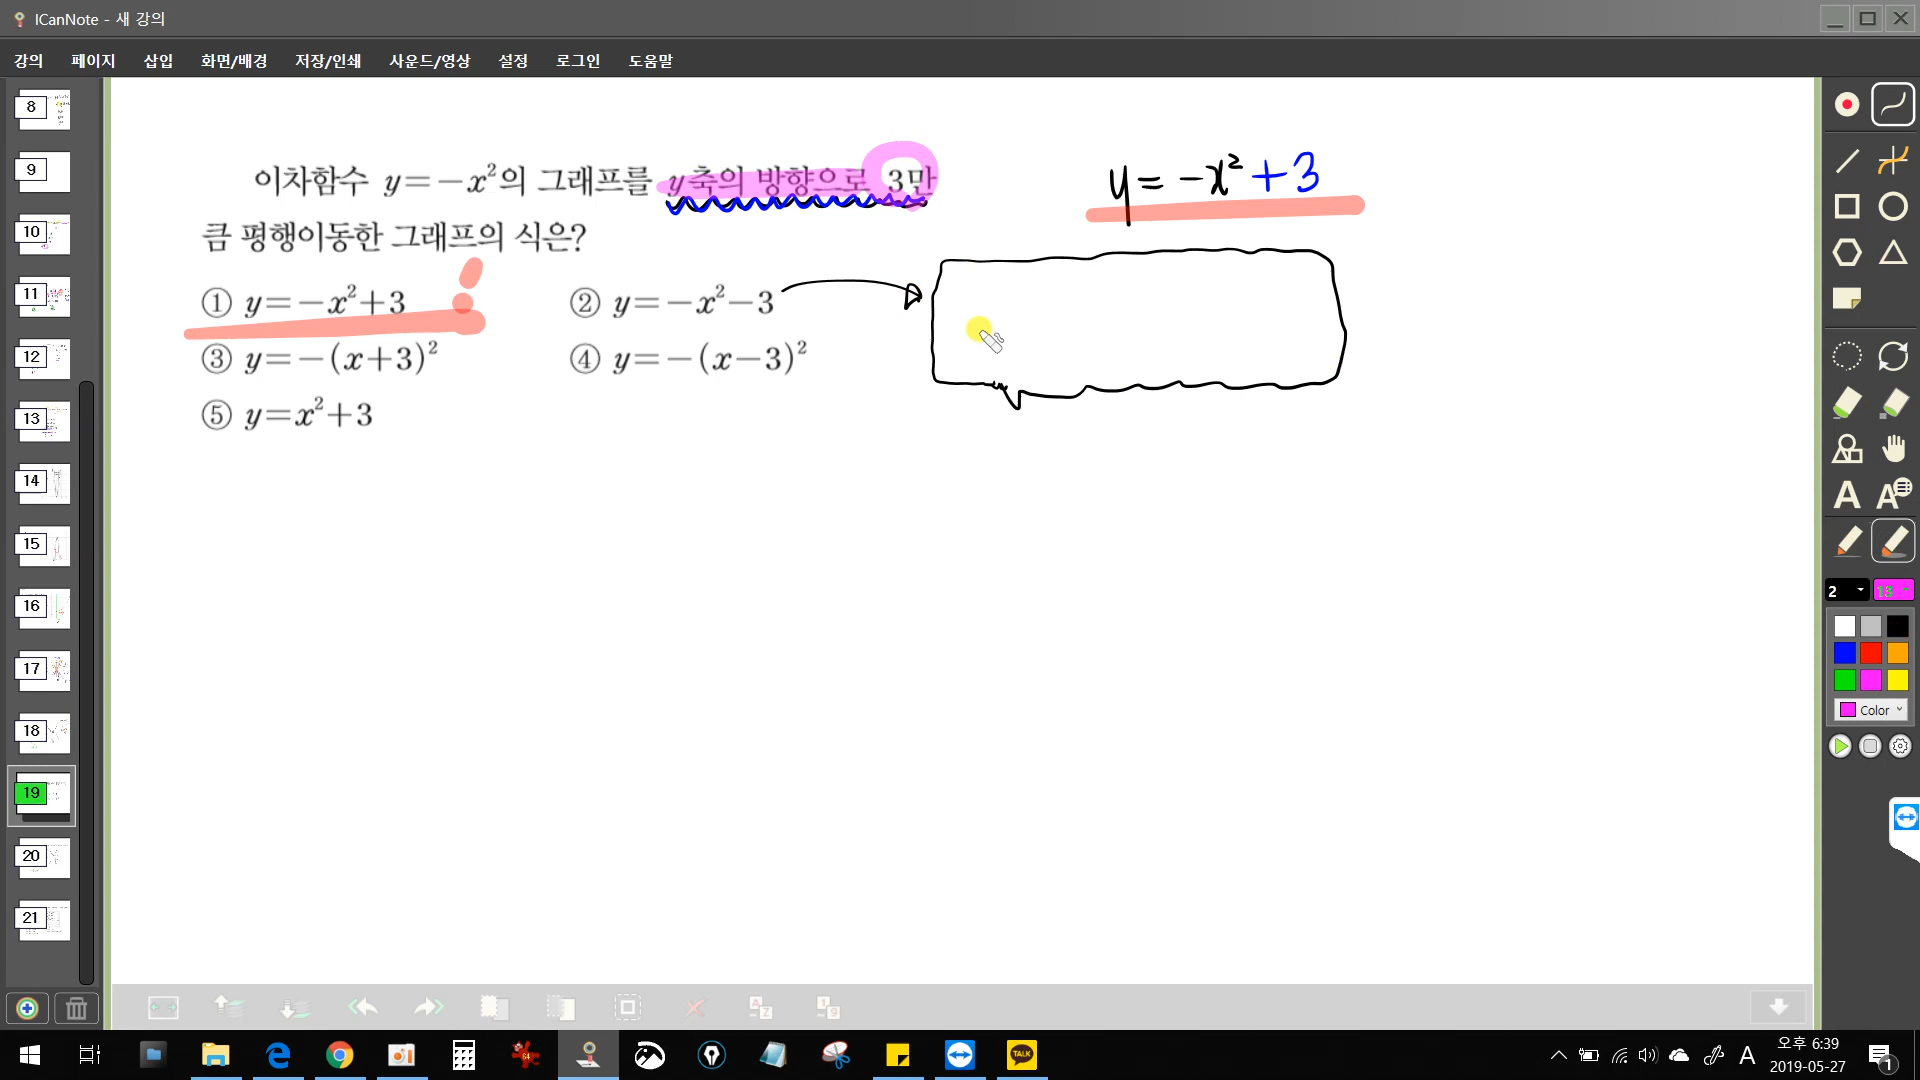 ICanNote - 새 강의
강의 페이지 삽입 화면/배경 저장/인쇄 사운드/영상 설정 로그인 도움말
8
9
10
11
12
13
14
15
16
17
18
19
20
21
이차함수 y=-x²의 그래프를 y축의 방향으로 3만
큼 평행이동한 그래프의 식은?
① y=-x²+3 ② y=-x²-3
③ y=-(x+3)² ④ y=-(x-3)²
⑤ y=x²+3
y=-x²+3
!
A A
2 13
Color
TALK
64
A
오후 6:39
2019-05-27
1